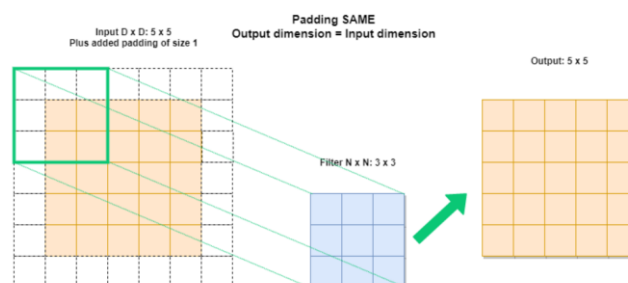 Padding SAME
Output dimension = Input dimension
Input D x D: 5 x 5
Plus added padding of size 1
Output: 5 x 5
Filter N x N: 3 x 3